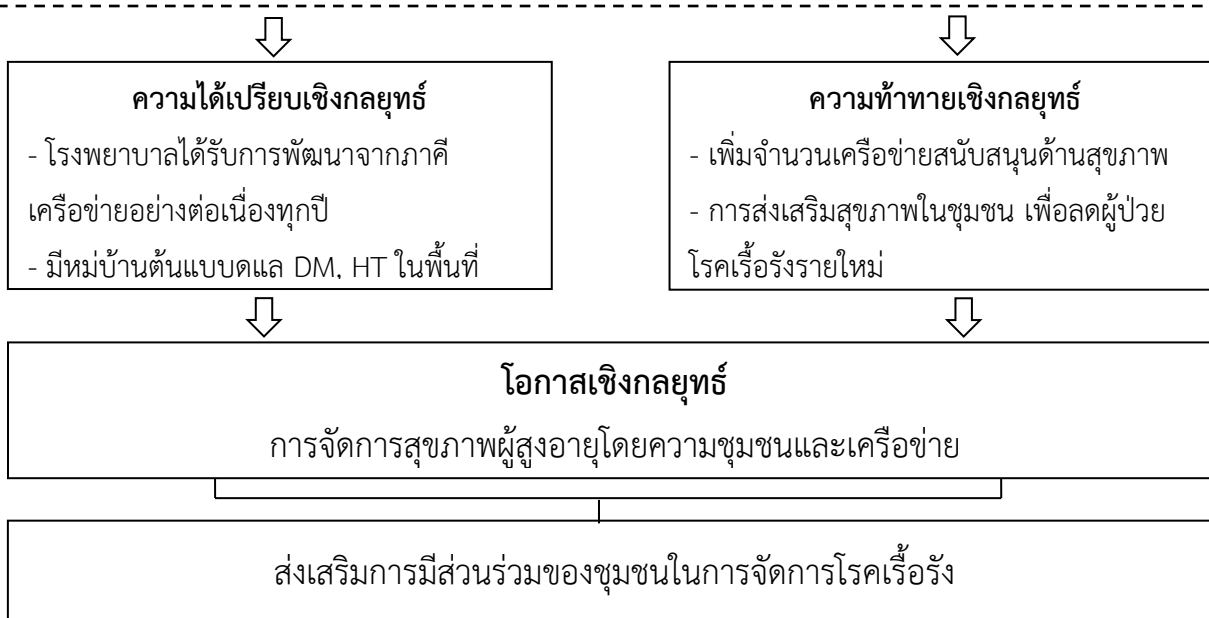 ความได้เปรียบเชิงกลยุทธ์
- โรงพยาบาลได้รับการพัฒนาจากภาคี
เครือข่ายอย่างต่อเนื่องทุกปี
- มีหมู่บ้านต้นแบบดแล DM, HT ในพื้นที่
ความท้าทายเชิงกลยุทธ์
- เพิ่มจำนวนเครือข่ายสนับสนุนด้านสุขภาพ
- การส่งเสริมสุขภาพในชุมชน เพื่อลดผู้ป่วย
โรคเรื้อรังรายใหม่
โอกาสเชิงกลยุทธ์
การจัดการสุขภาพผู้สูงอายุโดยความชุมชนและเครือข่าย
ส่งเสริมการมีส่วนร่วมของชุมชนในการจัดการโรคเรื้อรัง